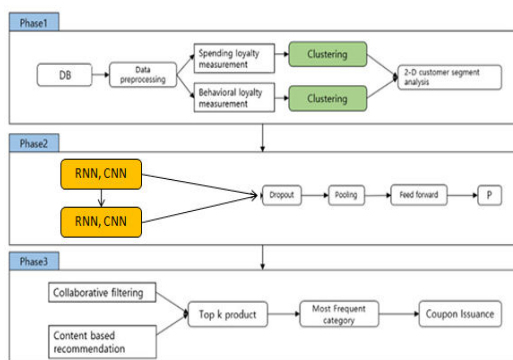 Phase1
DB
Data
preprocessing
Spending loyalty
measurement
Clustering
Behavioral loyalty
measurement
Clustering
2-D customer segment
analysis
Phase2
RNN, CNN
RNN, CNN
Dropout
Pooling
Feed forward
P
Phase3
Collaborative filtering
Content based
recommendation
Top k product
Most Frequent
category
Coupon Issuance